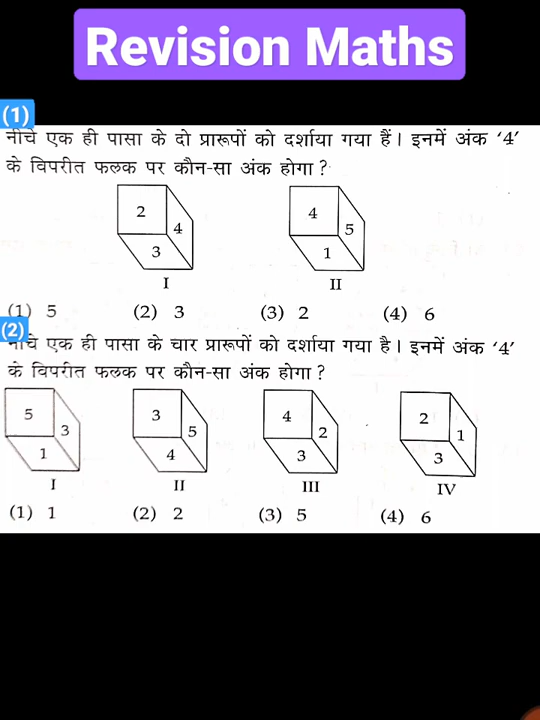 Revision Maths
(1)
नीचे एक ही पासा के दो प्रारूपों को दर्शाया गया हैं। इनमें अंक ‘4’
के विपरीत फलक पर कौन-सा अंक होगा ?
2 4 3
4 5 1
I II
(1) 5 (2) 3 (3) 2 (4) 6
(2)
नीचे एक ही पासा के चार प्रारूपों को दर्शाया गया है। इनमें अंक ‘4’
के विपरीत फलक पर कौन-सा अंक होगा ?
5 3 1
3 5 4
4 2 3
2 1 3
I II III IV
(1) 1 (2) 2 (3) 5 (4) 6